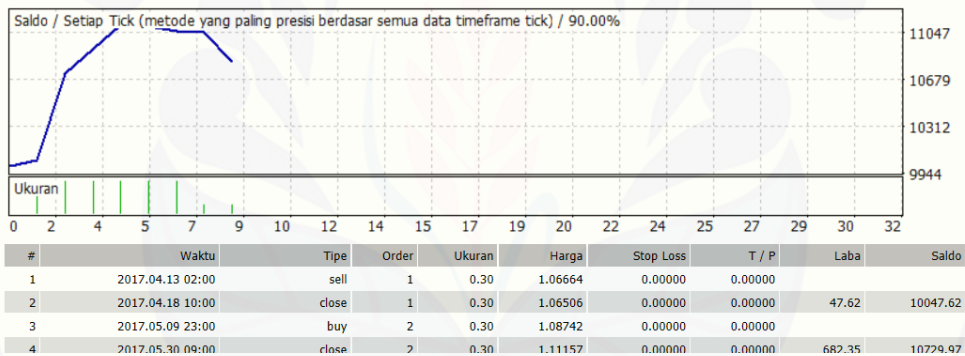 Saldo / Setiap Tick (metode yang paling presisi berdasar semua data timeframe tick) / 90.00%
11047
10679
10312
9944
Ukuran
0 2 4 5 7 9 10 12 14 15 17 19 20 22 24 25 27 29 30 32
# Waktu Tipe Order Ukuran Harga Stop Loss T / P Laba Saldo
1 2017.04.13 02:00 sell 1 0.30 1.06664 0.00000 0.00000
2 2017.04.18 10:00 close 1 0.30 1.06506 0.00000 0.00000 47.62 10047.62
3 2017.05.09 23:00 buy 2 0.30 1.08742 0.00000 0.00000
4 2017.05.30 09:00 close 2 0.30 1.11157 0.00000 0.00000 682.35 10729.97